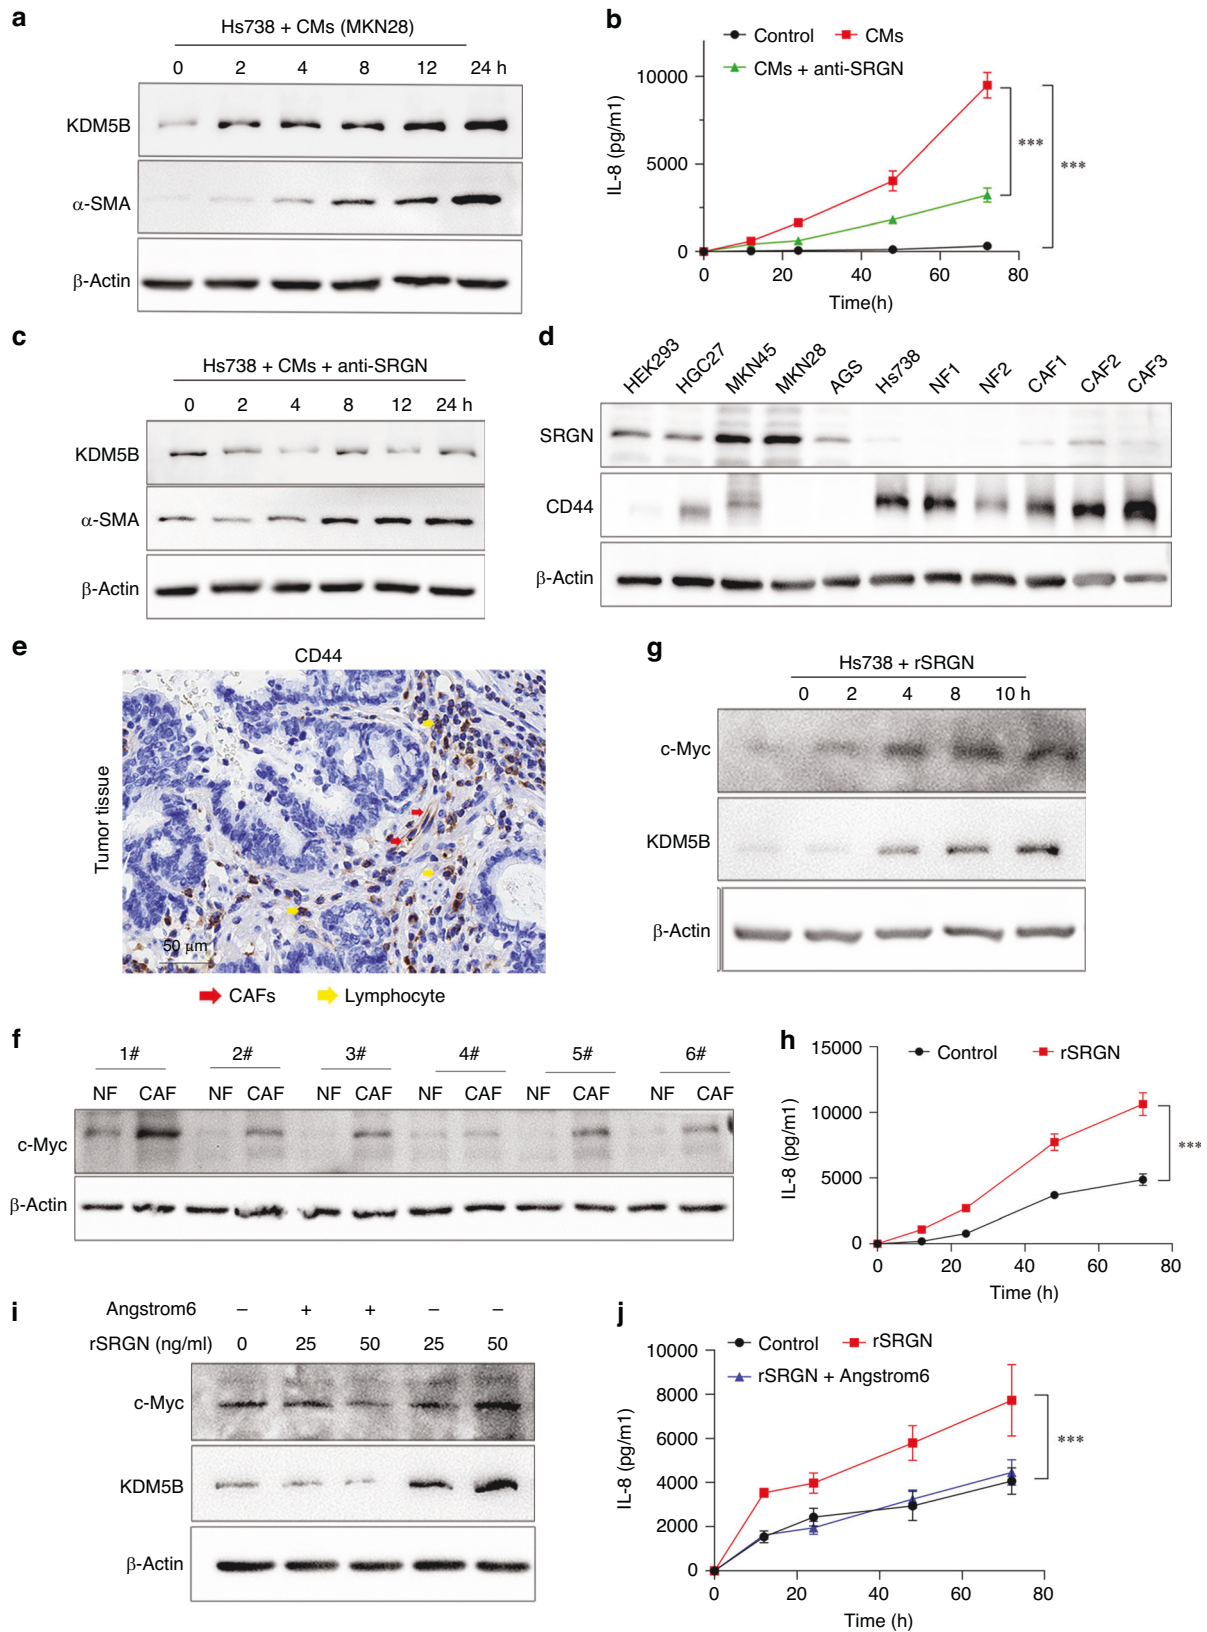 a
Hs738 + CMs (MKN28)
0 2 4 8 12 24 h
KDM5B
α-SMA
β-Actin
b
Control CMs
CMs + anti-SRGN
10000
5000
0
IL-8 (pg/m1)
***
***
0 20 40 60 80
Time(h)
c
Hs738 + CMs + anti-SRGN
0 2 4 8 12 24 h
KDM5B
α-SMA
β-Actin
d
HEK293 HGC27 MKN45 MKN28 AGS Hs738 NF1 NF2 CAF1 CAF2 CAF3
SRGN
CD44
β-Actin
e
CD44
Tumor tissue
50 μm
CAFs Lymphocyte
g
Hs738 + rSRGN
0 2 4 8 10 h
c-Myc
KDM5B
β-Actin
f
1# 2# 3# 4# 5# 6#
NF CAF NF CAF NF CAF NF CAF NF CAF NF CAF
c-Myc
β-Actin
h
Control rSRGN
15000
10000
5000
0
IL-8 (pg/m1)
***
0 20 40 60 80
Time (h)
i
Angstrom6 – + + – –
rSRGN (ng/ml) 0 25 50 25 50
c-Myc
KDM5B
β-Actin
j
Control rSRGN
rSRGN + Angstrom6
10000
8000
6000
4000
2000
0
IL-8 (pg/m1)
***
0 20 40 60 80
Time (h)